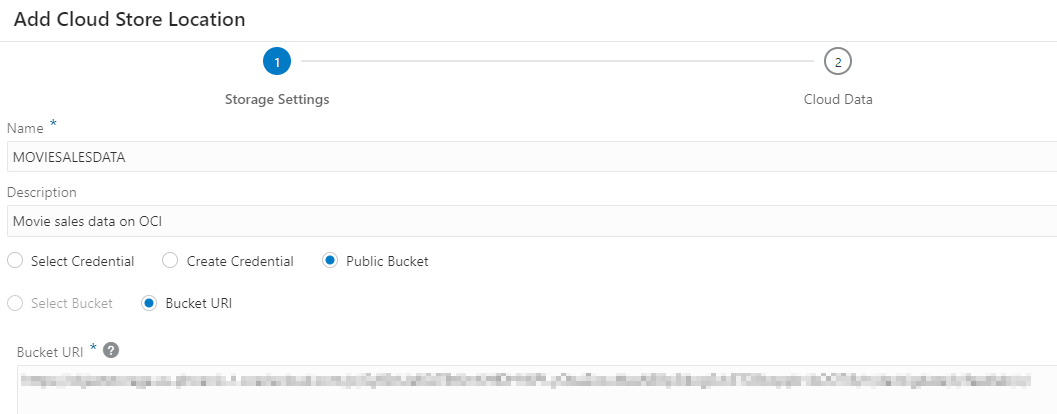 Add Cloud Store Location
1 2
Storage Settings Cloud Data
Name *
MOVIESALESDATA
Description
Movie sales data on OCI
Select Credential Create Credential Public Bucket
Select Bucket Bucket URI
Bucket URI * ?